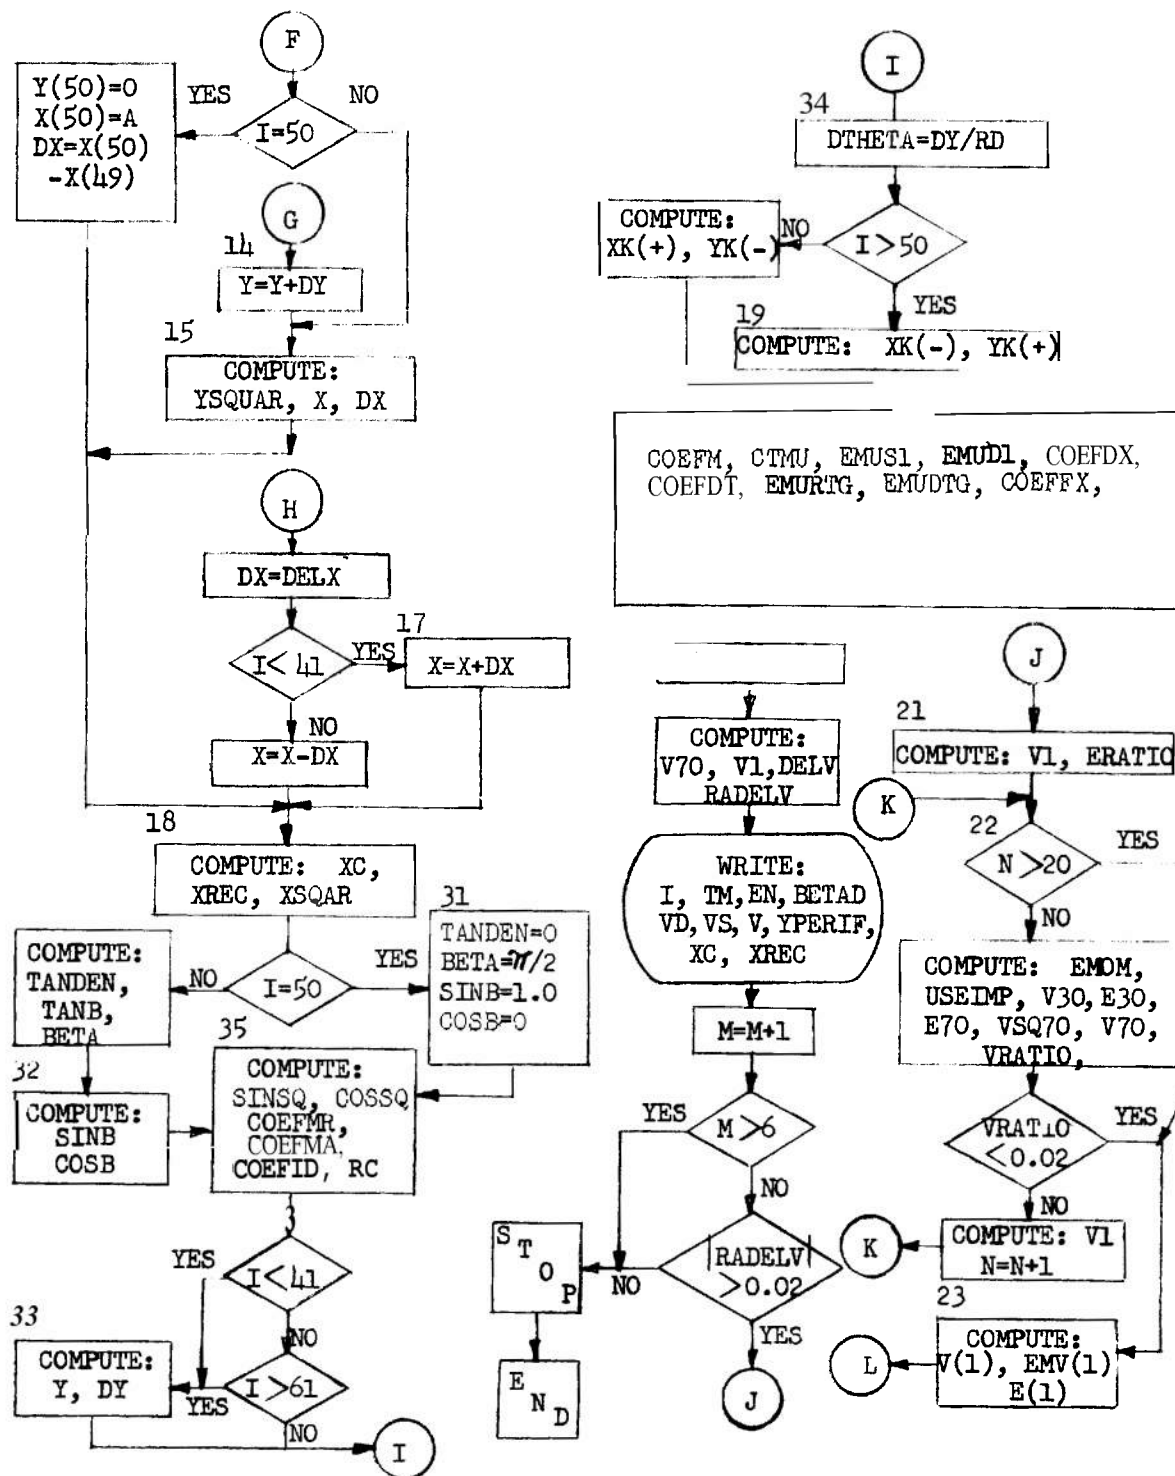 F
Y(50)=0
X(50)=A
DX=X(50)
-X(49)
YES
NO
I=50
G
14
Y=Y+DY
15
COMPUTE:
YSQUAR, X, DX
H
DX=DELX
17
I< 41
YES
X=X+DX
NO
X=X-DX
18
COMPUTE: XC,
XREC, XSQAR
31
TANDEN=0
BETA=π/2
SINB=1.0
COSB=0
COMPUTE:
TANDEN,
TANB,
BETA
NO
I=50
YES
32
COMPUTE:
SINB
COSB
35
COMPUTE:
SINSQ, COSSQ
COEFMR,
COEFMA,
COEFID, RC
3
YES
I<41
NO
33
COMPUTE:
Y, DY
YES
I>61
NO
I
I
34
DTHETA=DY/RD
COMPUTE:
XK(+), YK(-)
NO
I>50
YES
19
COMPUTE: XK(-), YK(+)
COEFM, CTMU, EMUS1, EMUD1, COEFDX,
COEFDT, EMURTG, EMUDTG, COEFFX,
COMPUTE:
V70, V1,DELV
RADELV
WRITE:
I, TM,EN,BETAD
VD,VS,V,YPERIF,
XC, XREC
M=M+1
YES
M>6
NO
STOP
NO
|RADELV|
>0.02
YES
END
J
J
21
COMPUTE: V1, ERATIO
K
22
N>20
YES
NO
COMPUTE: EMOM,
USEIMP, V30,E30,
E70, VSQ70, V70,
VRATIO,
VRATIO
<0.02
YES
NO
K
COMPUTE: V1
N=N+1
23
L
COMPUTE:
V(1), EMV(1)
E(1)